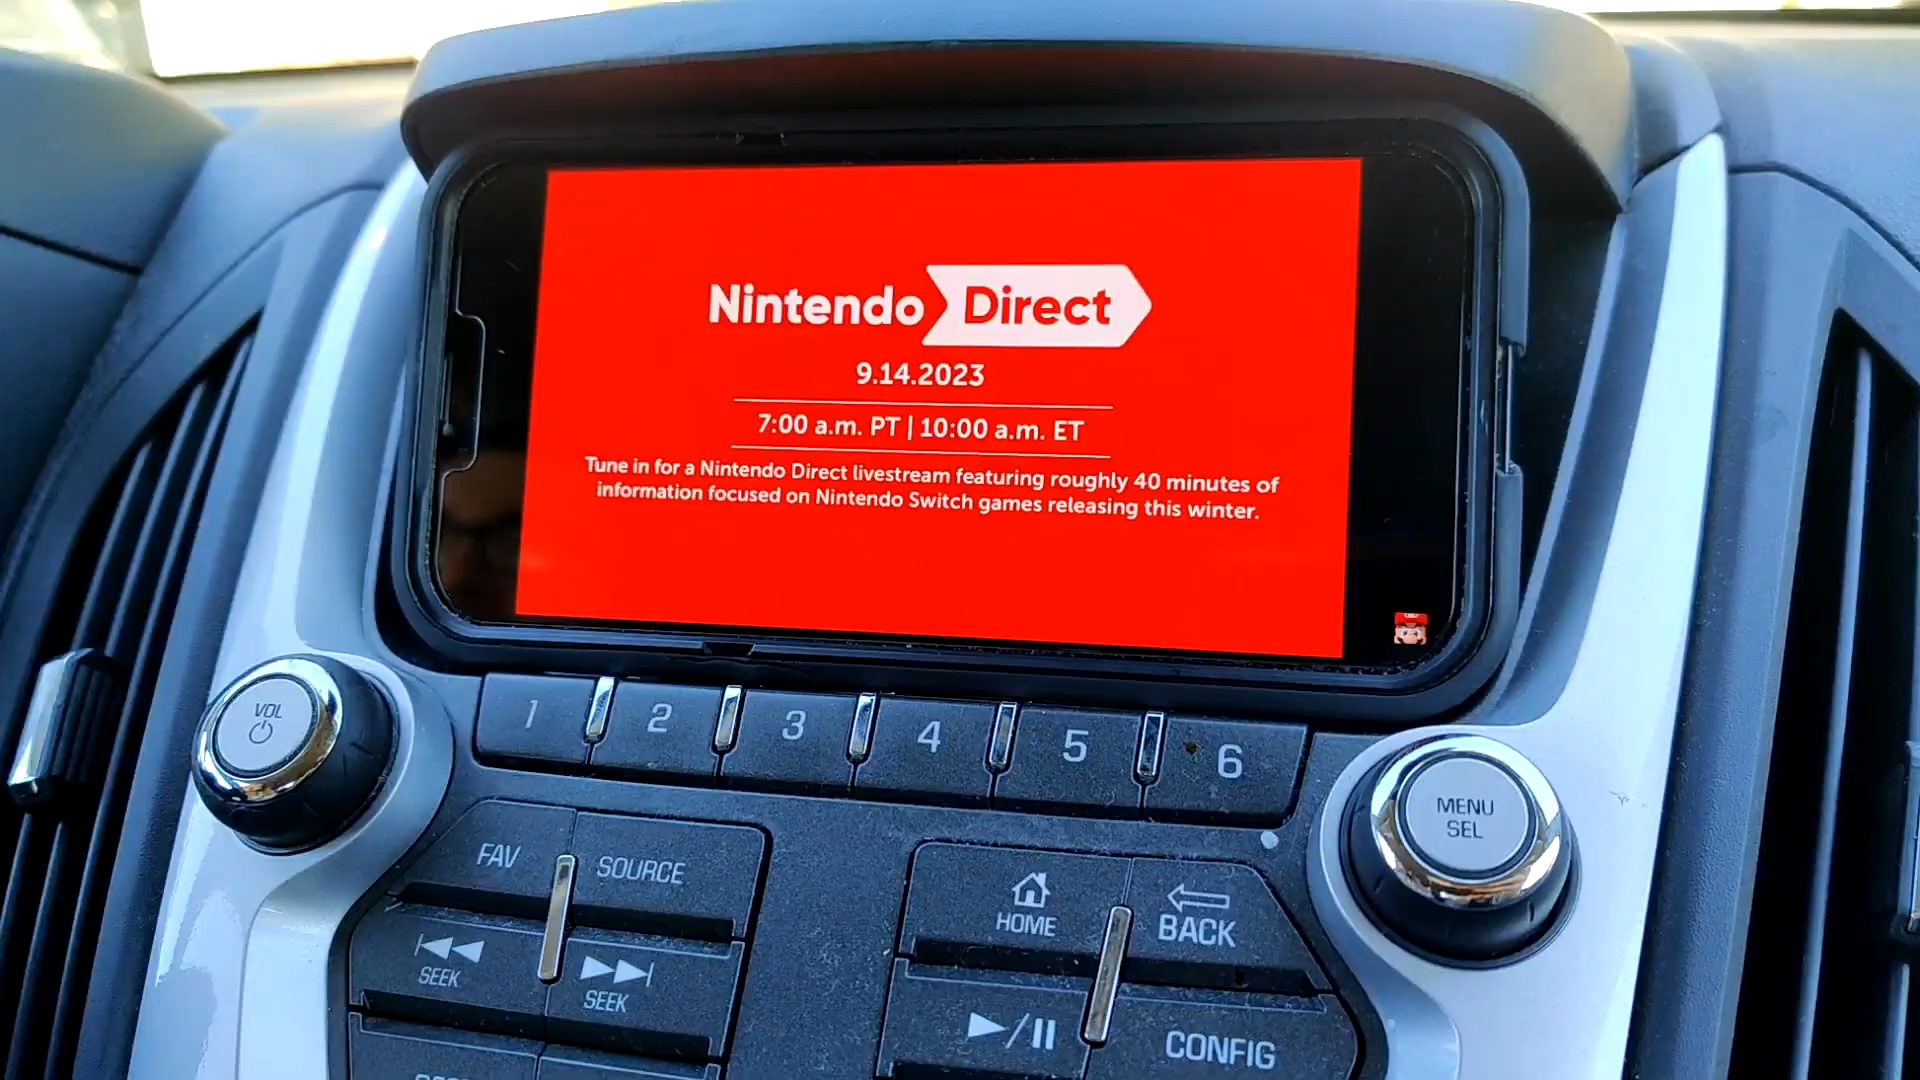 Nintendo Direct
9.14.2023
7:00 a.m. PT | 10:00 a.m. ET
Tune in for a Nintendo Direct livestream featuring roughly 40 minutes of
information focused on Nintendo Switch games releasing this winter.
1 2 3 4 5 6
VOL
MENU
SEL
FAV SOURCE
HOME
BACK
SEEK
SEEK
CONFIG